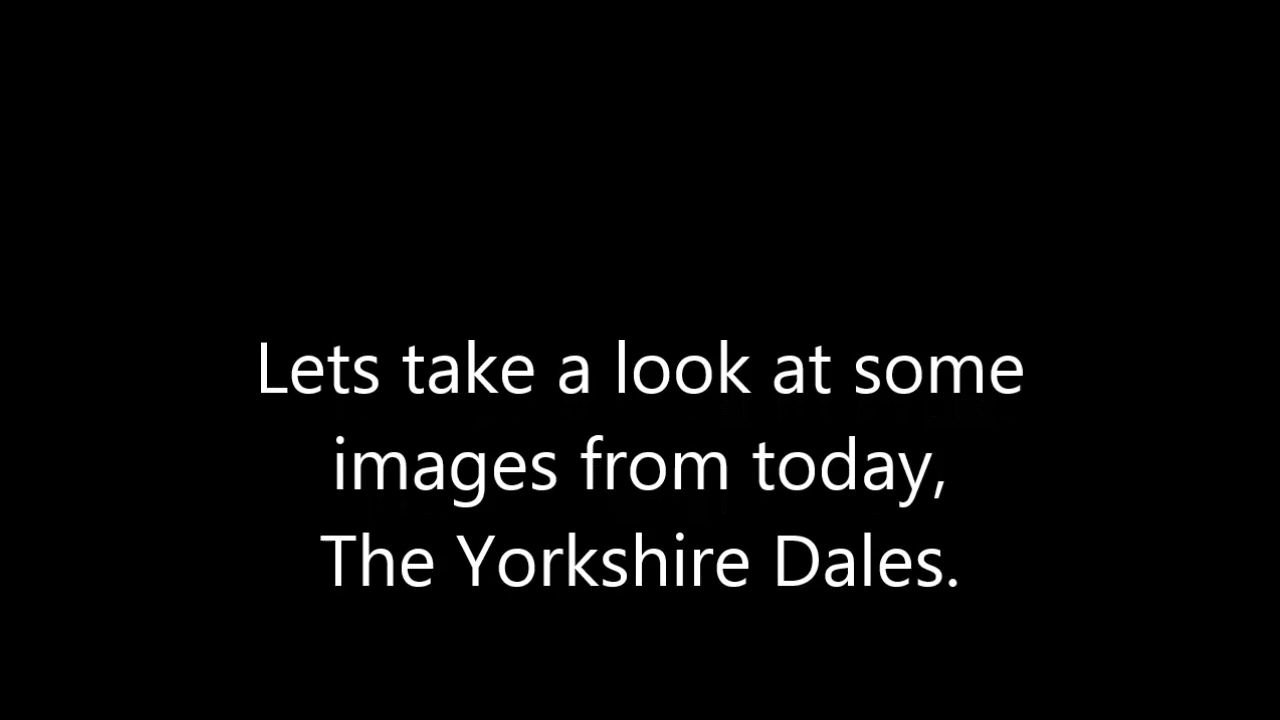 Lets take a look at some
images from today,
The Yorkshire Dales.